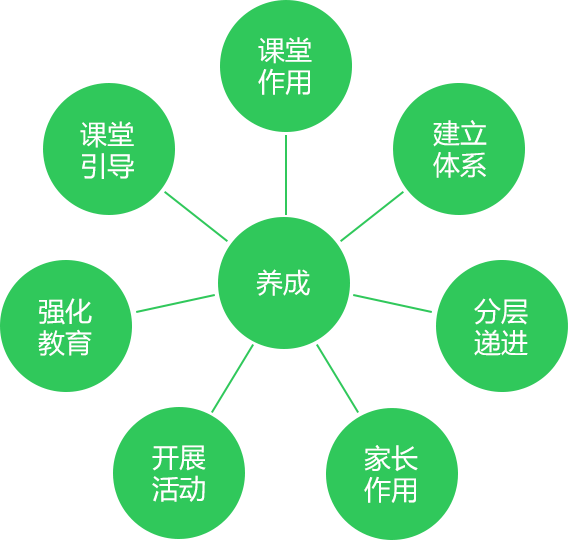 课堂
作用
课堂
引导
建立
体系
养成
强化
教育
分层
递进
开展
活动
家长
作用